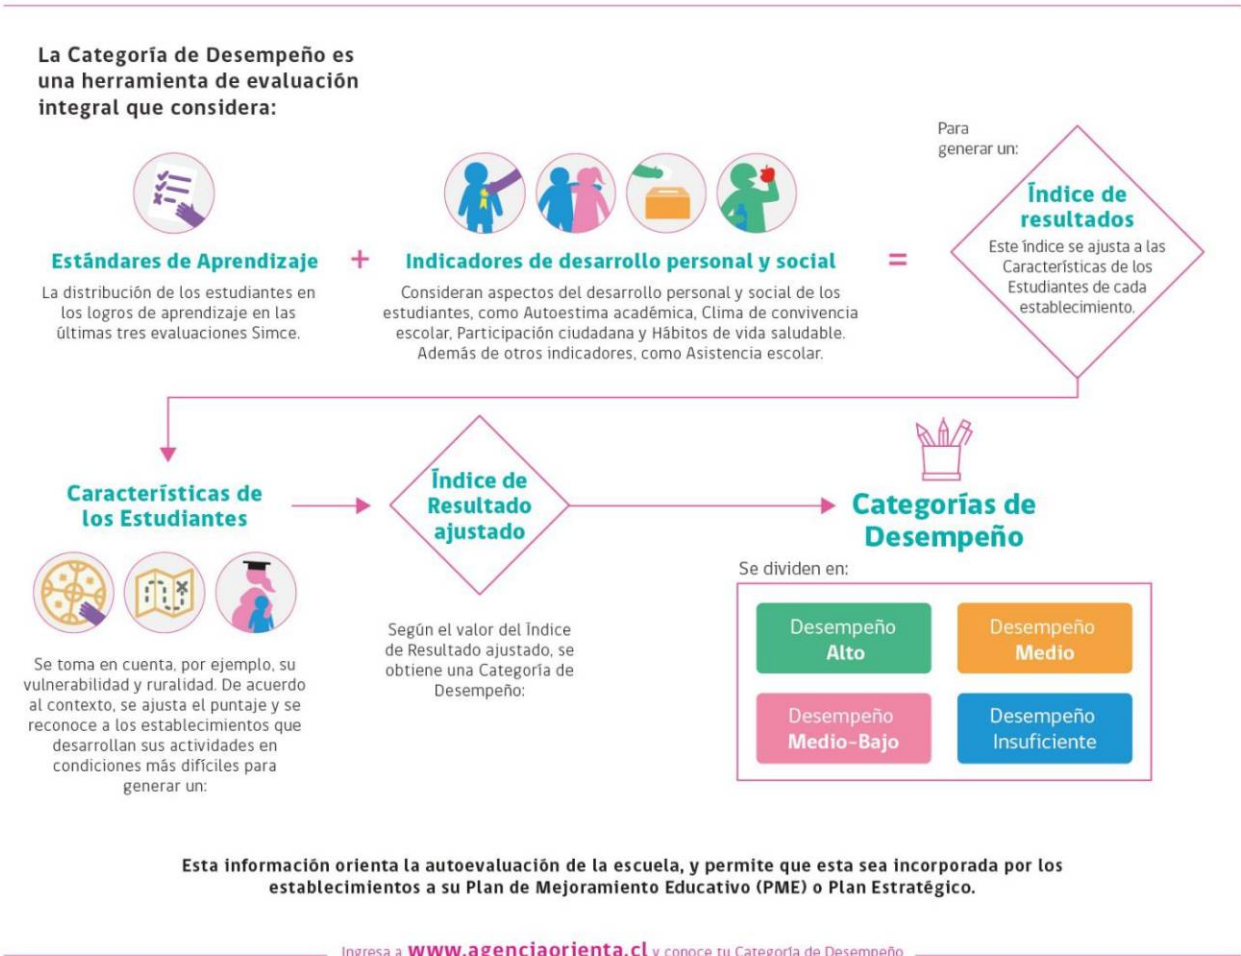 La Categoría de Desempeño es
una herramienta de evaluación
integral que considera:
Estándares de Aprendizaje
La distribución de los estudiantes en
los logros de aprendizaje en las
últimas tres evaluaciones Simce.
+
Indicadores de desarrollo personal y social
Consideran aspectos del desarrollo personal y social de los
estudiantes, como Autoestima académica, Clima de convivencia
escolar, Participación ciudadana y Hábitos de vida saludable.
Además de otros indicadores, como Asistencia escolar.
=
Para
generar un:
Índice de
resultados
Este índice se ajusta a las
Características de los
Estudiantes de cada
establecimiento.
Características de
los Estudiantes
Se toma en cuenta, por ejemplo, su
vulnerabilidad y ruralidad. De acuerdo
al contexto, se ajusta el puntaje y se
reconoce a los establecimientos que
desarrollan sus actividades en
condiciones más difíciles para
generar un:
Índice de
Resultado
ajustado
Según el valor del Índice
de Resultado ajustado, se
obtiene una Categoría de
Desempeño:
Categorías de
Desempeño
Se dividen en:
Desempeño
Alto
Desempeño
Medio
Desempeño
Medio-Bajo
Desempeño
Insuficiente
Esta información orienta la autoevaluación de la escuela, y permite que esta sea incorporada por los
establecimientos a su Plan de Mejoramiento Educativo (PME) o Plan Estratégico.
Ingresa a www.agenciaorienta.cl y conoce tu Categoría de Desempeño